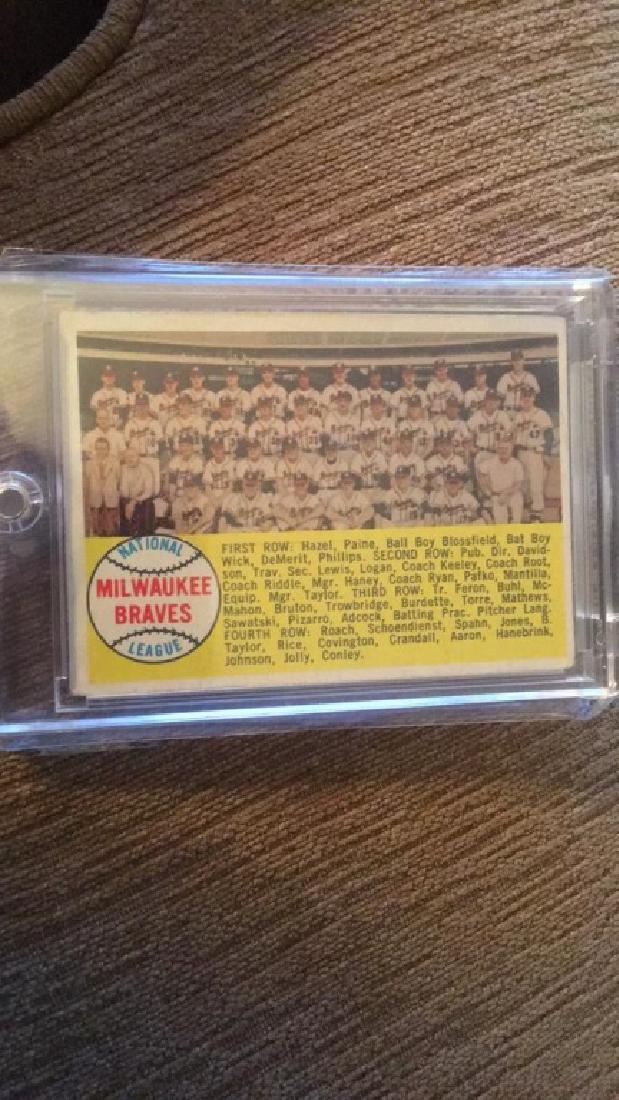 NATIONAL
MILWAUKEE
BRAVES
LEAGUE
FIRST ROW: Hazel, Paine, Ball Boy Blossfield, Bat Boy
Wick, DeMerit, Phillips. SECOND ROW: Pub. Dir. David-
son, Trav. Sec. Lewis, Logan, Coach Keeley, Coach Root,
Coach Riddle, Mgr. Haney, Coach Ryan, Pafko, Mantilla,
Equip. Mgr. Taylor. THIRD ROW: Tr. Feron, Buhl, Mc-
Mahon, Bruton, Trowbridge, Burdette, Torre, Mathews,
Sawatski, Pizarro, Adcock, Batting Prac. Pitcher Lang.
FOURTH ROW: Roach, Schoendienst, Spahn, Jones, B.
Taylor, Rice, Covington, Crandall, Aaron, Hanebrink,
Johnson, Jolly, Conley.